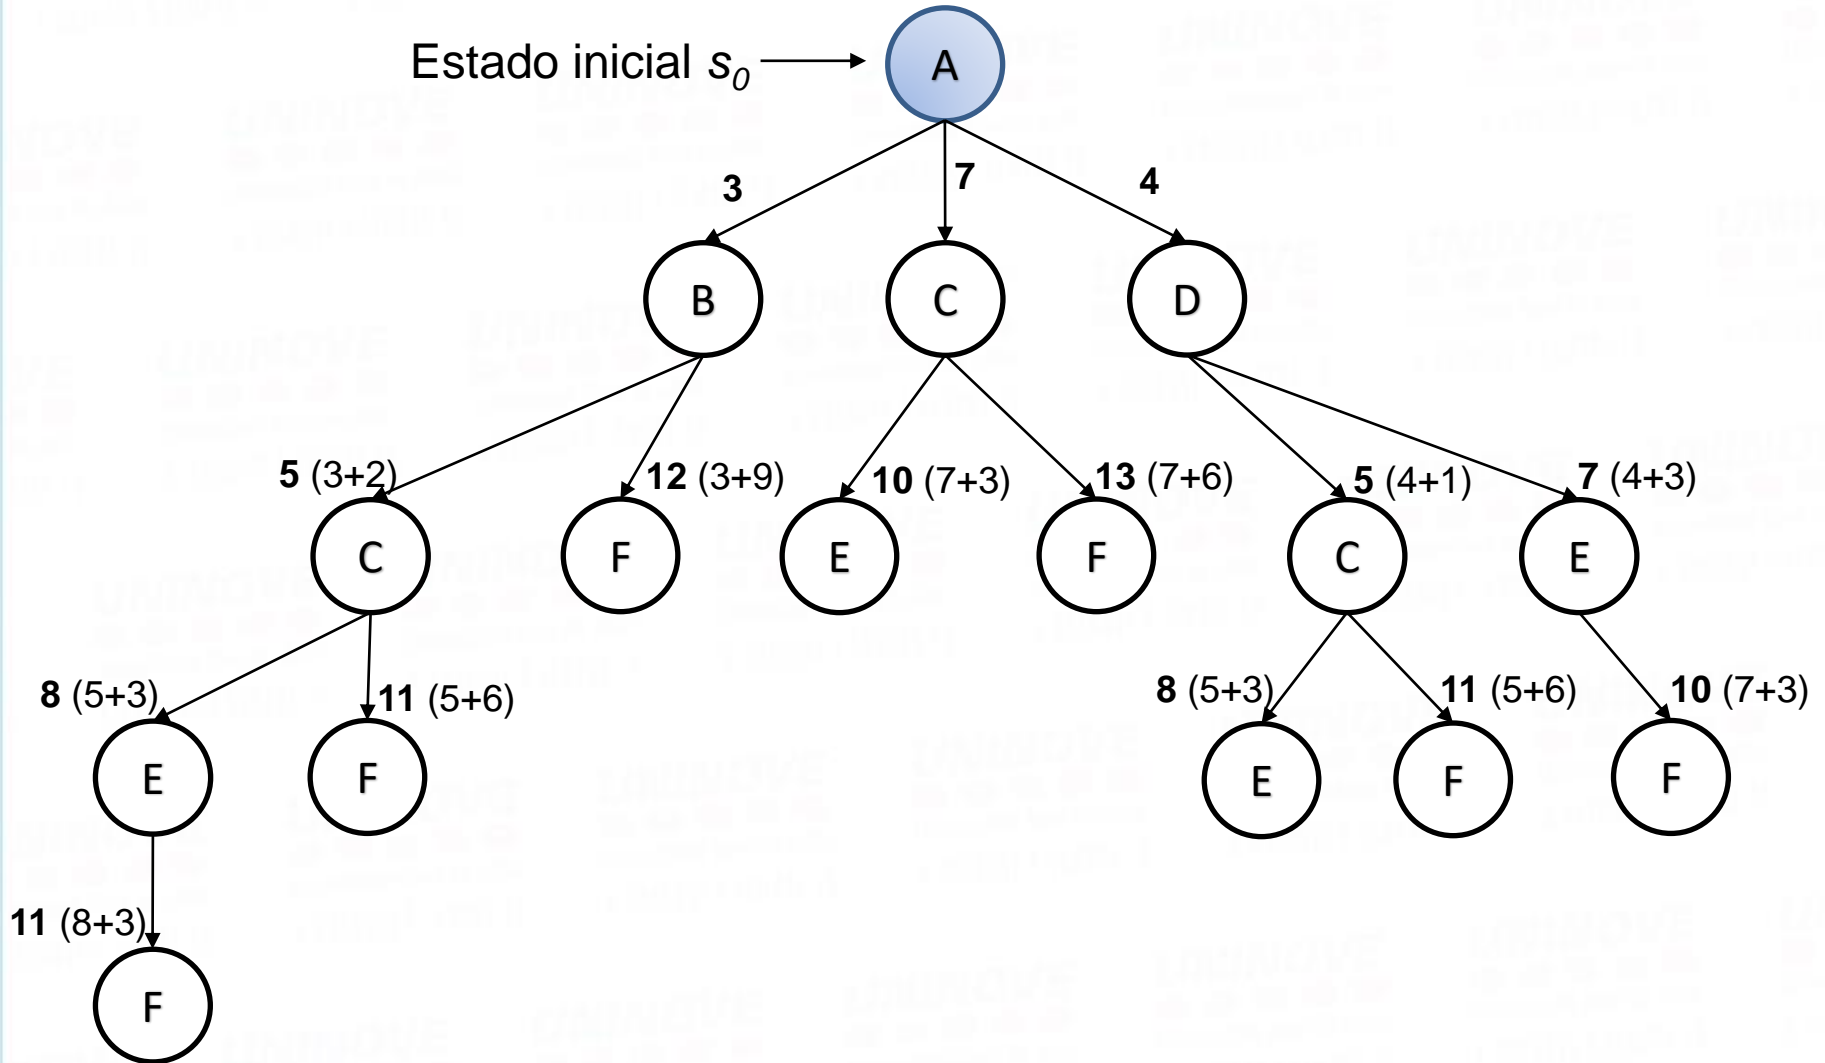 Estado inicial s₀
A
3
7
4
B
C
D
5 (3+2)
12 (3+9)
10 (7+3)
13 (7+6)
5 (4+1)
7 (4+3)
C
F
E
F
C
E
8 (5+3)
11 (5+6)
8 (5+3)
11 (5+6)
10 (7+3)
E
F
E
F
F
11 (8+3)
F